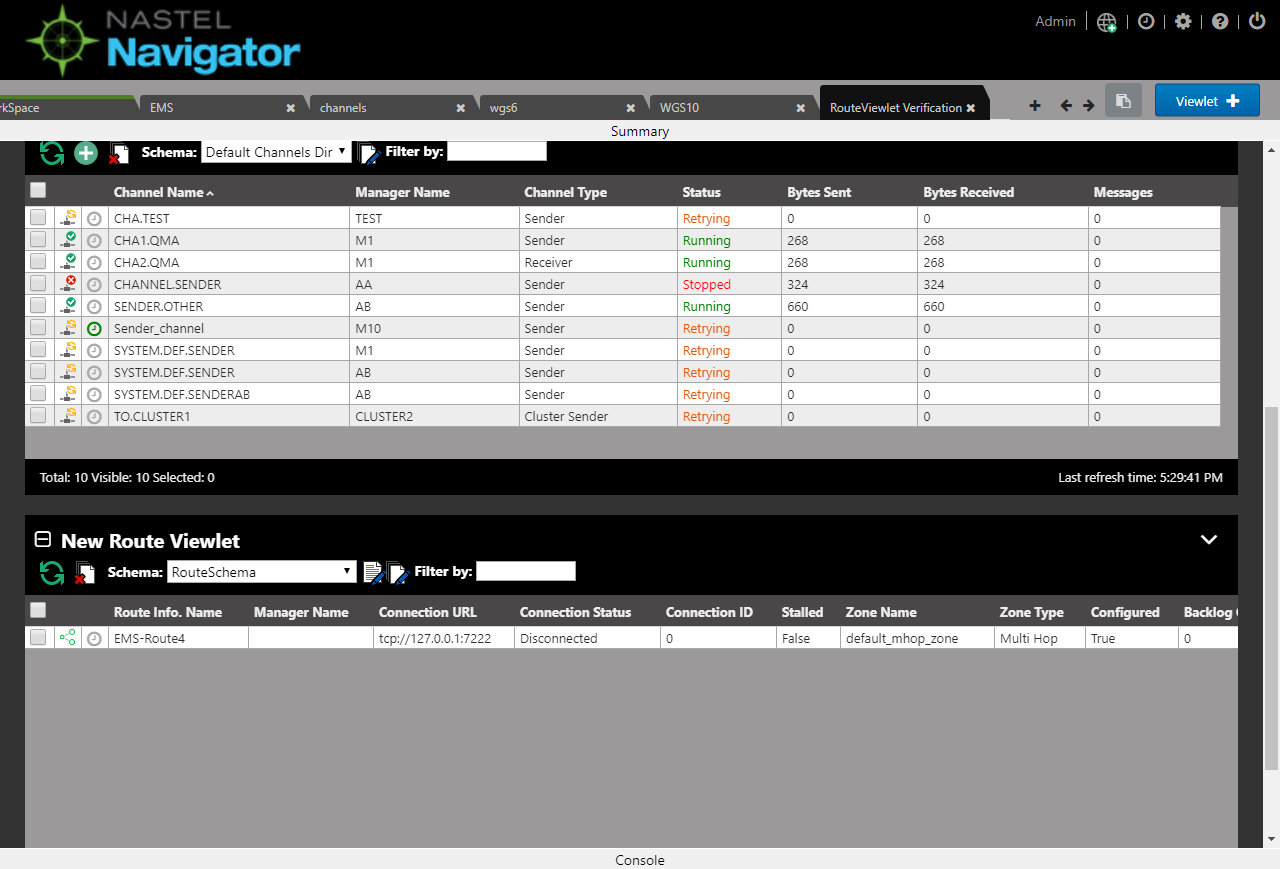 NASTEL
Navigator
Admin
rkSpace
EMS
channels
wgs6
WGS10
RouteViewlet Verification
Viewlet
Summary
Schema: Default Channels Dir Filter by:
Channel Name Manager Name Channel Type Status Bytes Sent Bytes Received Messages
CHA.TEST TEST Sender Retrying 0 0 0
CHA1.QMA M1 Sender Running 268 268 0
CHA2.QMA M1 Receiver Running 268 268 0
CHANNEL.SENDER AA Sender Stopped 324 324 0
SENDER.OTHER AB Sender Running 660 660 0
Sender_channel M10 Sender Retrying 0 0 0
SYSTEM.DEF.SENDER M1 Sender Retrying 0 0 0
SYSTEM.DEF.SENDER AB Sender Retrying 0 0 0
SYSTEM.DEF.SENDERAB AB Sender Retrying 0 0 0
TO.CLUSTER1 CLUSTER2 Cluster Sender Retrying 0 0 0
Total: 10 Visible: 10 Selected: 0 Last refresh time: 5:29:41 PM
New Route Viewlet
Schema: RouteSchema Filter by:
Route Info. Name Manager Name Connection URL Connection Status Connection ID Stalled Zone Name Zone Type Configured Backlog
EMS-Route4 tcp://127.0.0.1:7222 Disconnected 0 False default_mhop_zone Multi Hop True 0
Console